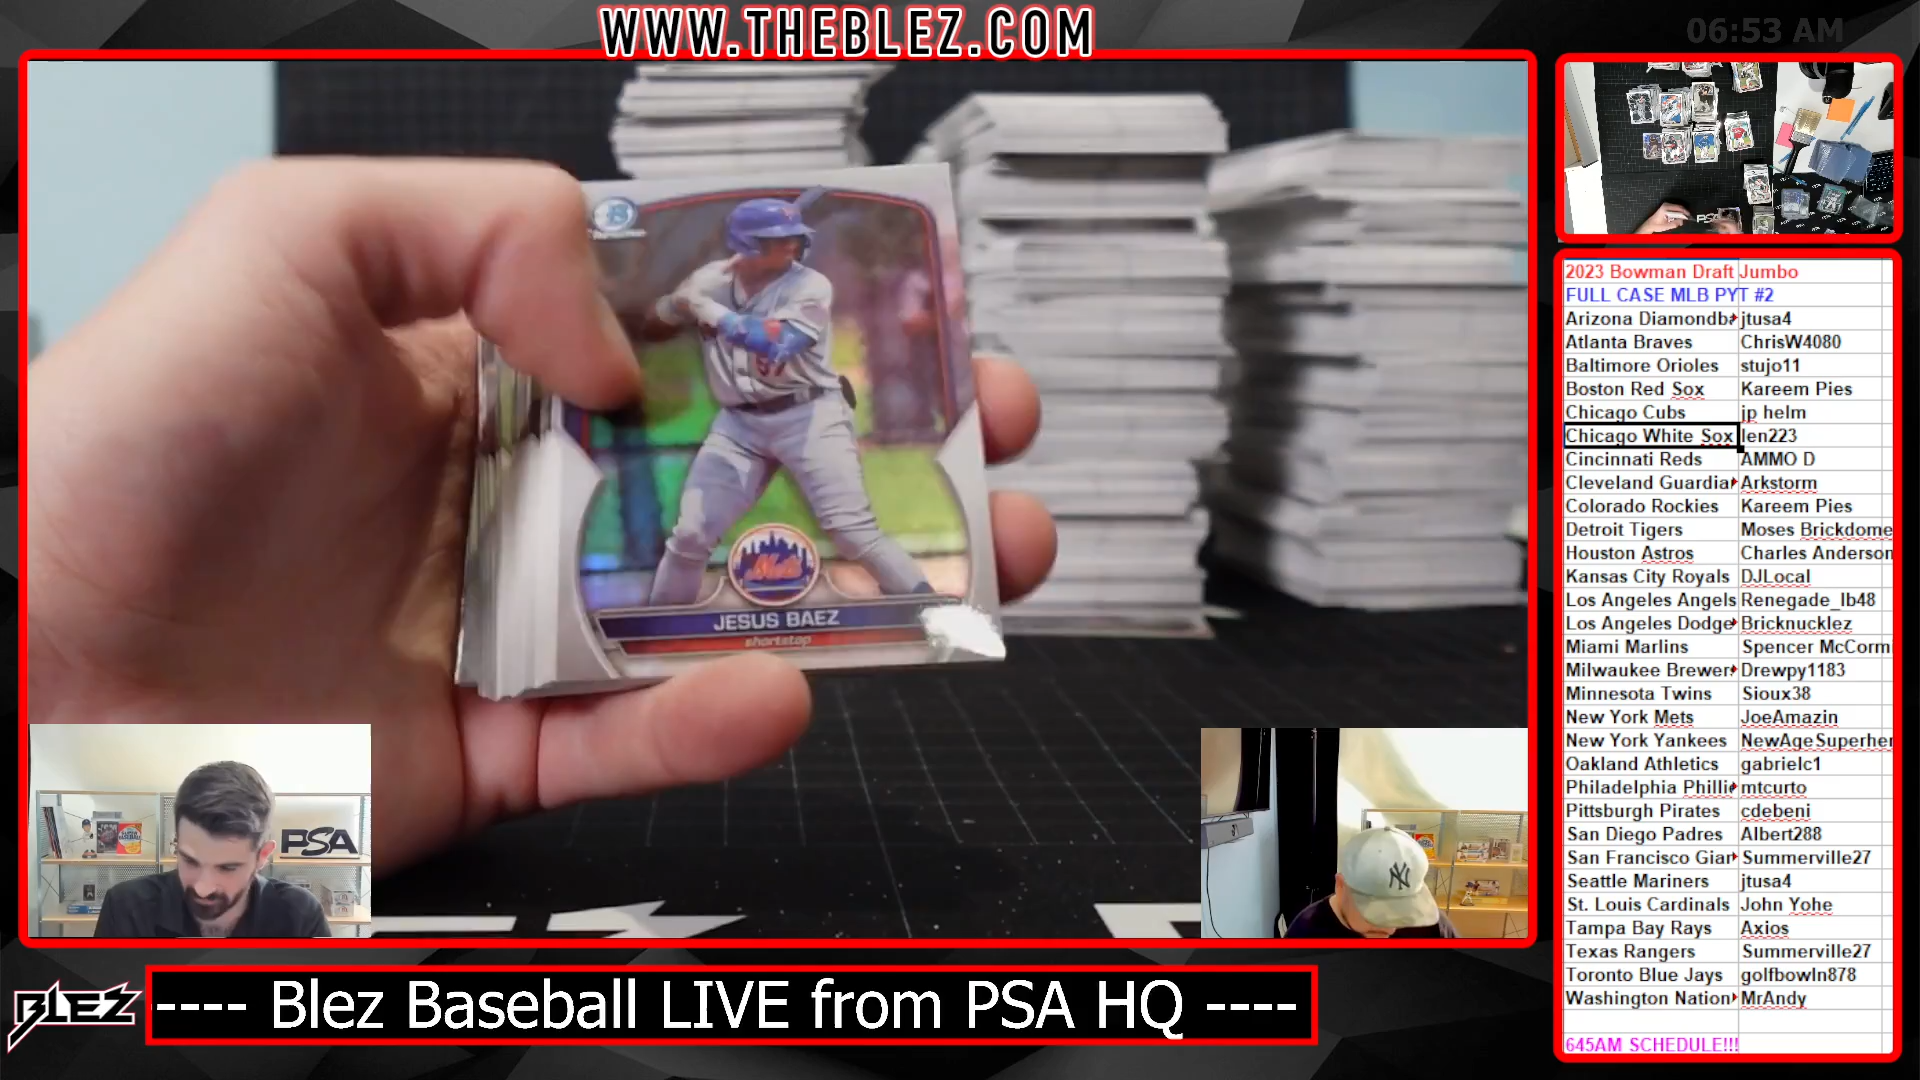 WWW.THEBLEZ.COM
06:53 AM
57
Mets
JESUS BAEZ
shortstop
PSA
NY
PSA
2023 Bowman Draft Jumbo
FULL CASE MLB PYT #2
Arizona Diamondba jtusa4
Atlanta Braves ChrisW4080
Baltimore Orioles stujo11
Boston Red Sox Kareem Pies
Chicago Cubs jp helm
Chicago White Sox len223
Cincinnati Reds AMMO D
Cleveland Guardia Arkstorm
Colorado Rockies Kareem Pies
Detroit Tigers Moses Brickdome
Houston Astros Charles Anderson
Kansas City Royals DJLocal
Los Angeles Angels Renegade_lb48
Los Angeles Dodge Bricknucklez
Miami Marlins Spencer McCormi
Milwaukee Brewer Drewpy1183
Minnesota Twins Sioux38
New York Mets JoeAmazin
New York Yankees NewAgeSuperher
Oakland Athletics gabrielc1
Philadelphia Phillie mtcurto
Pittsburgh Pirates cdebeni
San Diego Padres Albert288
San Francisco Gian Summerville27
Seattle Mariners jtusa4
St. Louis Cardinals John Yohe
Tampa Bay Rays Axios
Texas Rangers Summerville27
Toronto Blue Jays golfbowln878
Washington Nation MrAndy
645AM SCHEDULE!!!
BLEZ
---- Blez Baseball LIVE from PSA HQ ----